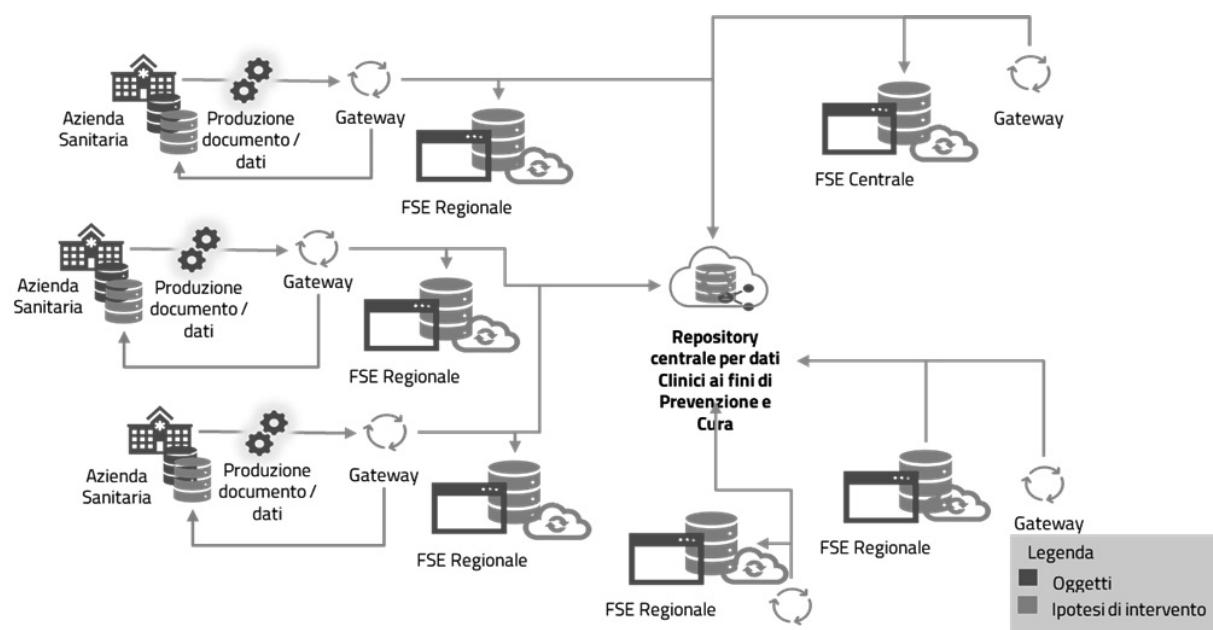 Azienda
Sanitaria
Produzione
documento /
dati
Gateway
FSE Regionale
FSE Centrale
Gateway
Azienda
Sanitaria
Produzione
documento /
dati
Gateway
FSE Regionale
Repository
centrale per dati
Clinici ai fini di
Prevenzione e
Cura
Azienda
Sanitaria
Produzione
documento /
dati
Gateway
FSE Regionale
FSE Regionale
FSE Regionale
Gateway
Legenda
Oggetti
Ipotesi di intervento